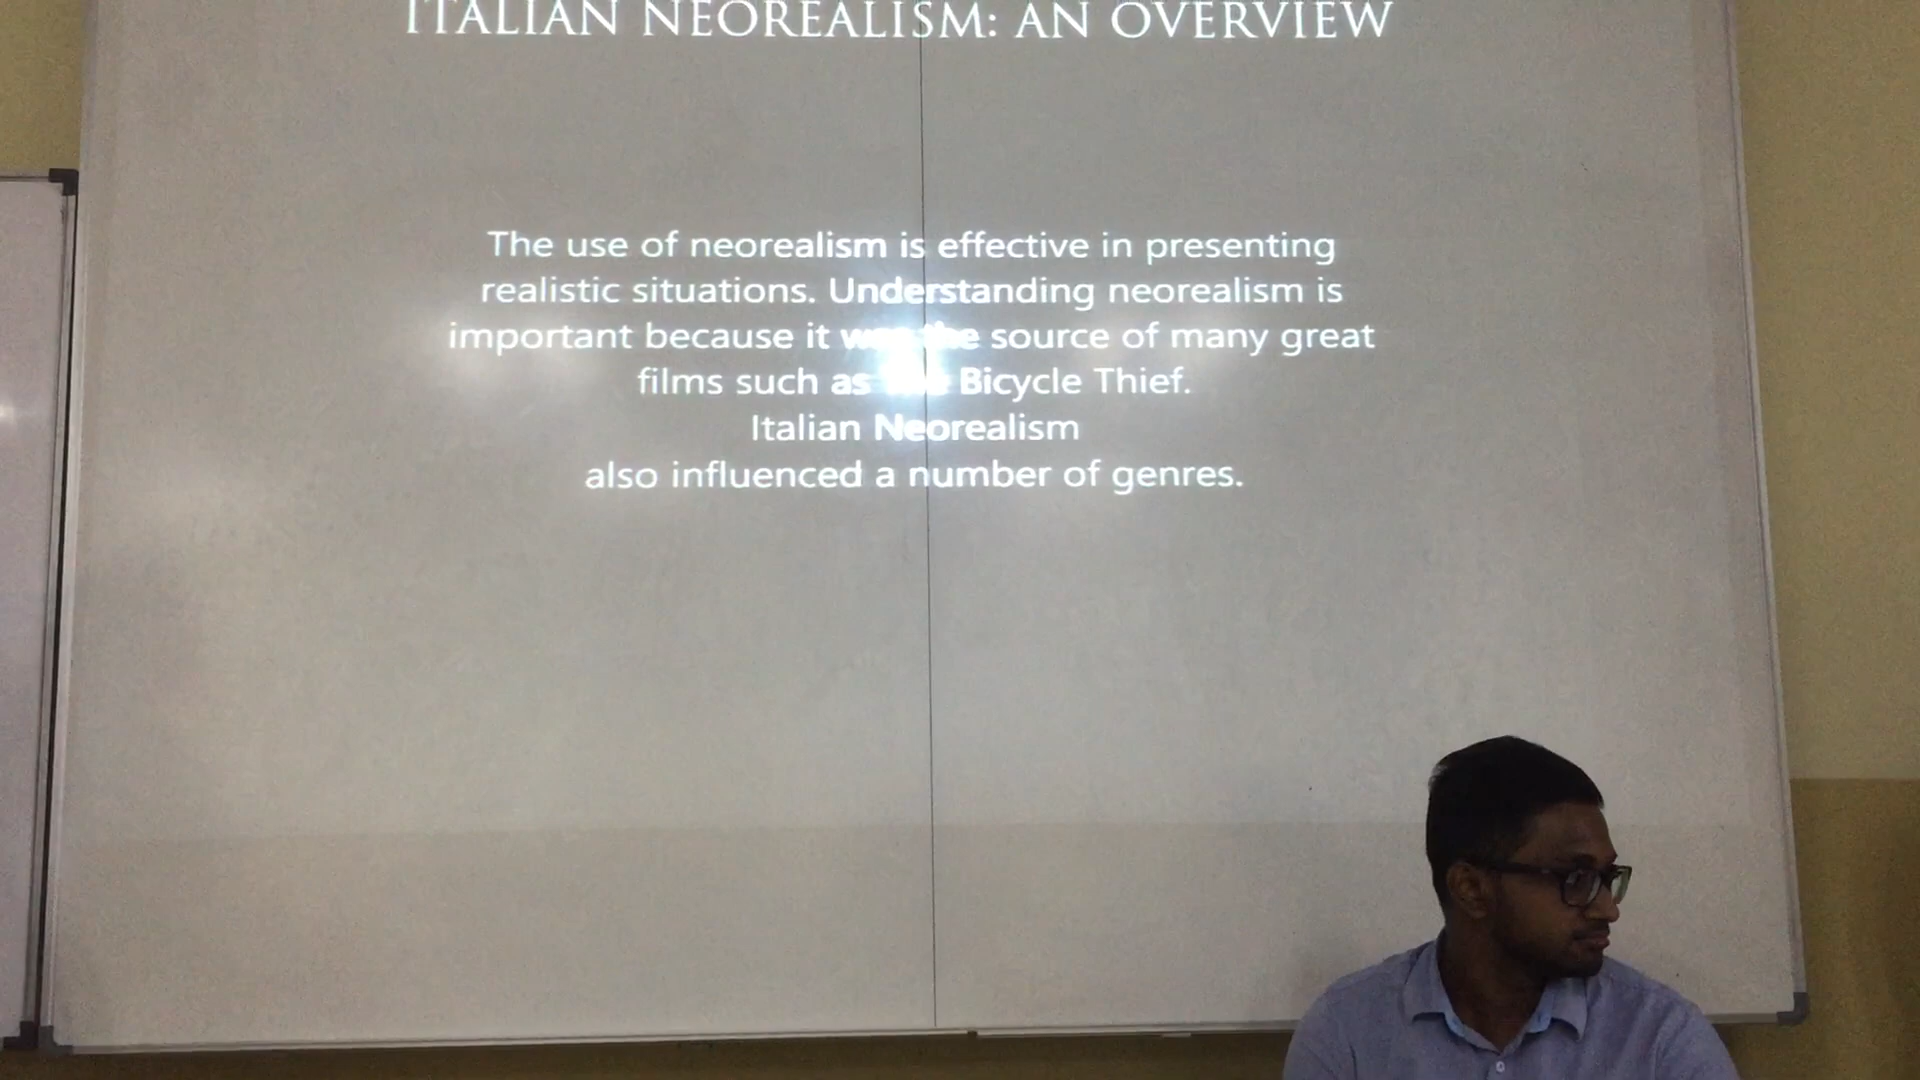 ITALIAN NEOREALISM: AN OVERVIEW
The use of neorealism is effective in presenting
realistic situations. Understanding neorealism is
important because it was the source of many great
films such as The Bicycle Thief.
Italian Neorealism
also influenced a number of genres.